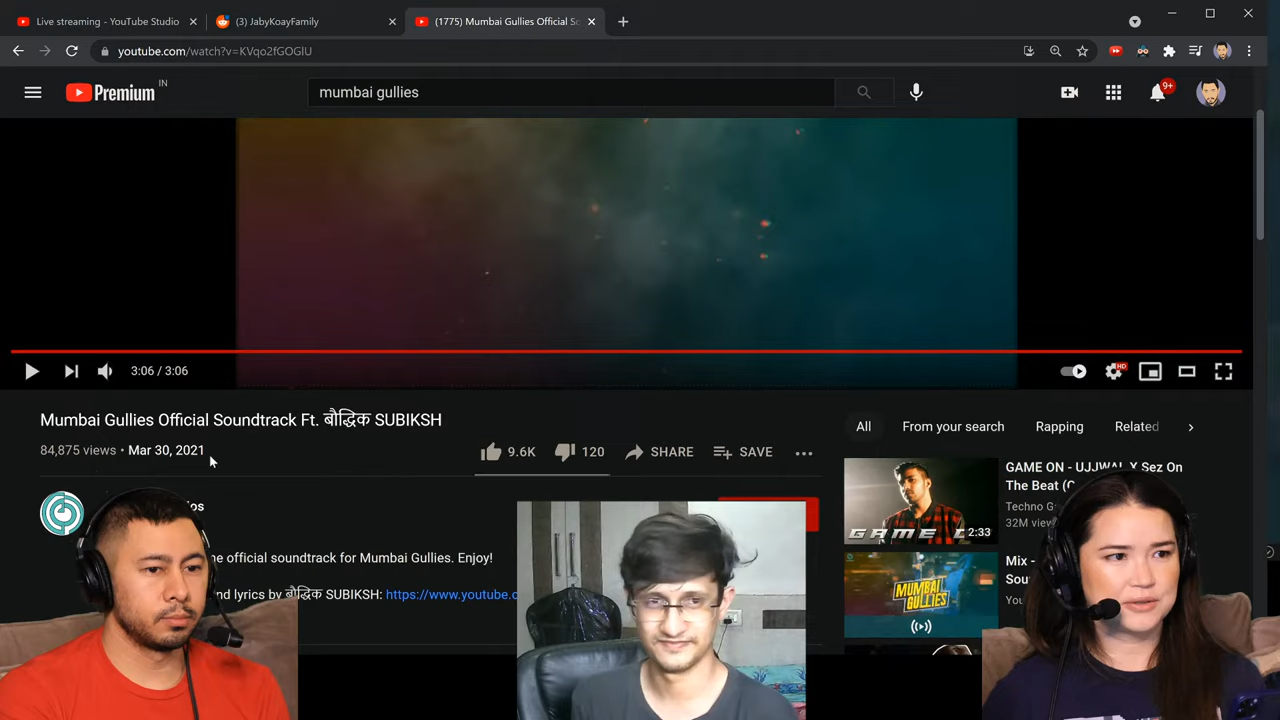 Live streaming - YouTube Studio
(3) JabyKoayFamily
(1775) Mumbai Gullies Official So
youtube.com/watch?v=KVqo2fGOGlU
Premium IN
mumbai gullies
9+
3:06 / 3:06
HD
Mumbai Gullies Official Soundtrack Ft. बौद्धिक SUBIKSH
84,875 views • Mar 30, 2021
9.6K
120
SHARE
SAVE
All
From your search
Rapping
Related
GAME ON - UJJWAL X Sez On
The Beat (
Techno G
32M view
GAME
2:33
he official soundtrack for Mumbai Gullies. Enjoy!
nd lyrics by बौद्धिक SUBIKSH: https://www.youtube.c
Mix -
Sou
You
MUMBAI
GULLIES